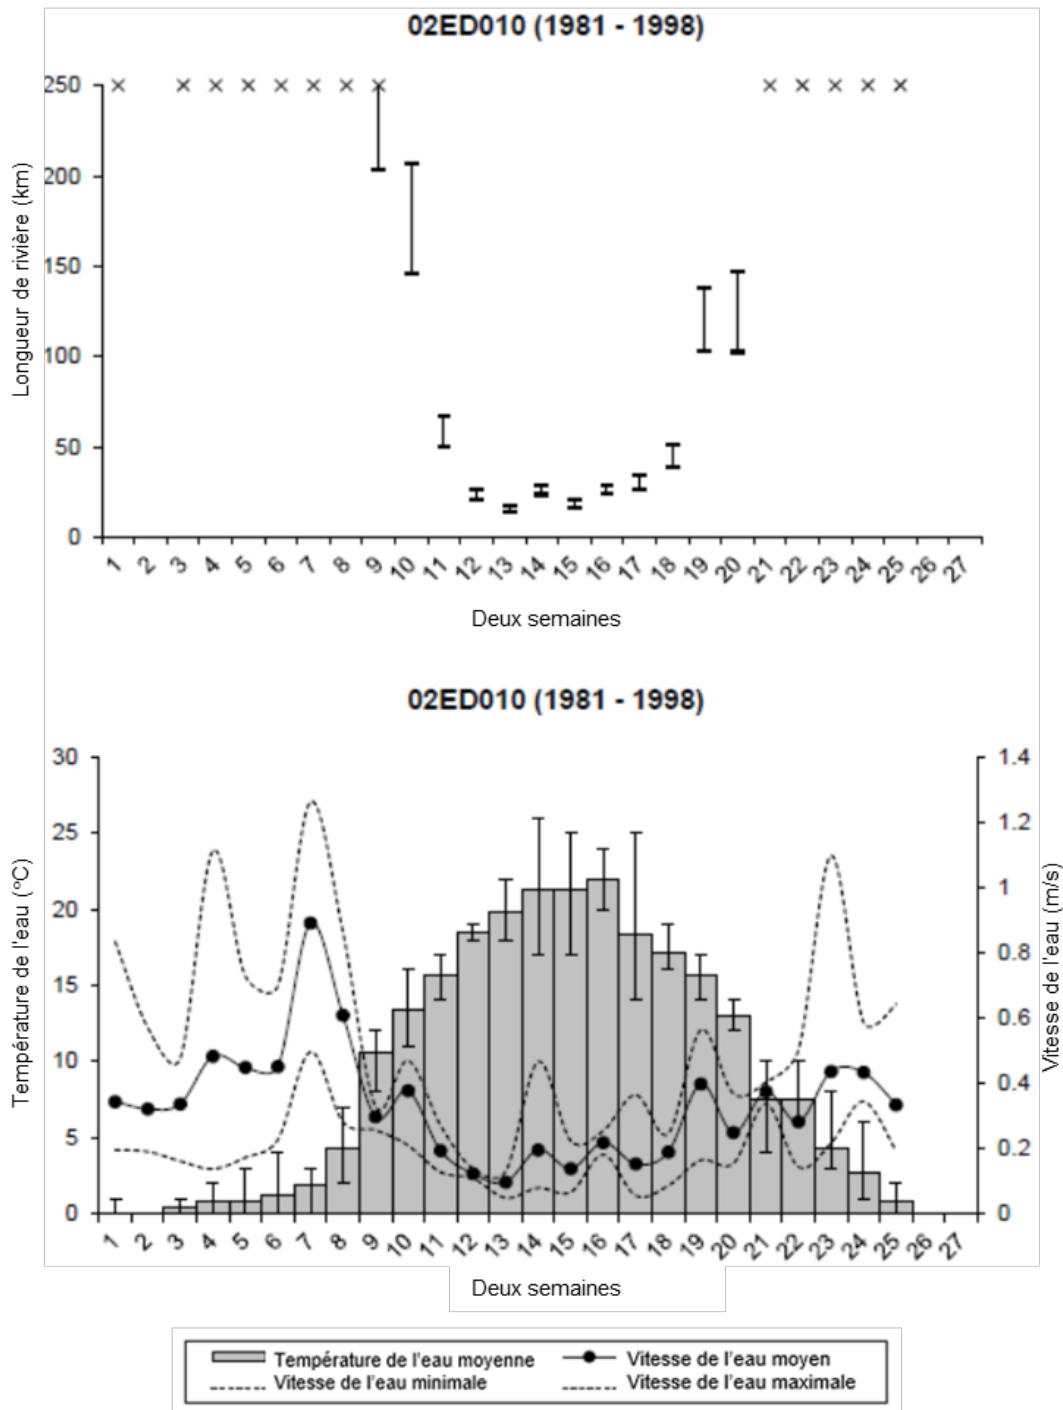 02ED010 (1981 - 1998)
Longueur de rivière (km)
250
200
150
100
50
0
1 2 3 4 5 6 7 8 9 10 11 12 13 14 15 16 17 18 19 20 21 22 23 24 25 26 27
Deux semaines
02ED010 (1981 - 1998)
Température de l'eau (°C)
30
25
20
15
10
5
0
1.4
1.2
1
0.8
0.6
0.4
0.2
0
Vitesse de l'eau (m/s)
1 2 3 4 5 6 7 8 9 10 11 12 13 14 15 16 17 18 19 20 21 22 23 24 25 26 27
Deux semaines
Température de l'eau moyenne Vitesse de l'eau moyen
Vitesse de l'eau minimale Vitesse de l'eau maximale